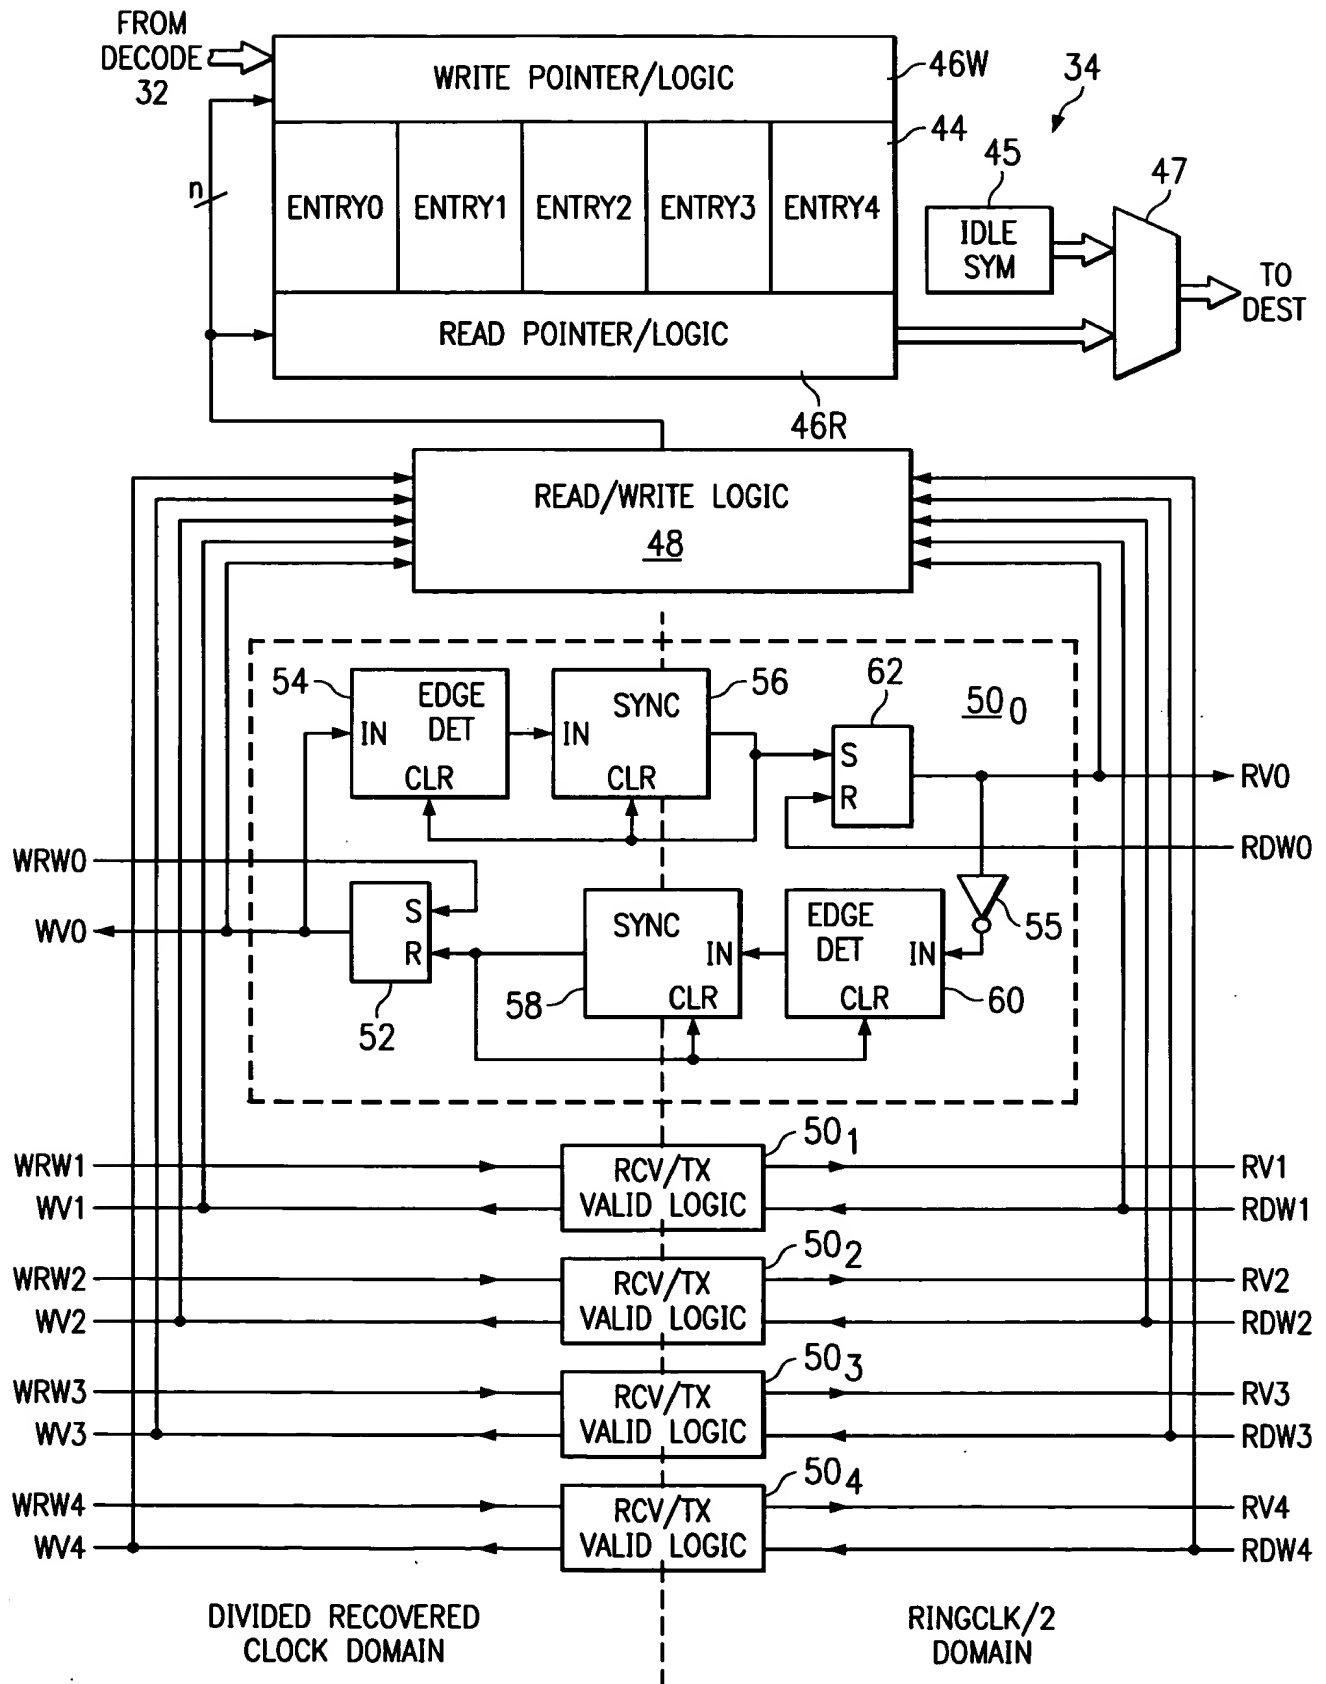 FROM
DECODE
32
WRITE POINTER/LOGIC
46W
34
44
n
ENTRY0 ENTRY1 ENTRY2 ENTRY3 ENTRY4
45
IDLE
SYM
47
TO
DEST
READ POINTER/LOGIC
46R
READ/WRITE LOGIC
48
54
EDGE
DET
IN
CLR
56
SYNC
IN
CLR
62
S
R
50 0
RV0
WRW0
RDW0
WV0
S
R
52
SYNC
IN
CLR
58
EDGE
DET
IN
CLR
60
55
50 1
WRW1
RCV/TX
VALID LOGIC
RV1
WV1
RDW1
50 2
WRW2
RCV/TX
VALID LOGIC
RV2
WV2
RDW2
50 3
WRW3
RCV/TX
VALID LOGIC
RV3
WV3
RDW3
50 4
WRW4
RCV/TX
VALID LOGIC
RV4
WV4
RDW4
DIVIDED RECOVERED
CLOCK DOMAIN
RINGCLK/2
DOMAIN